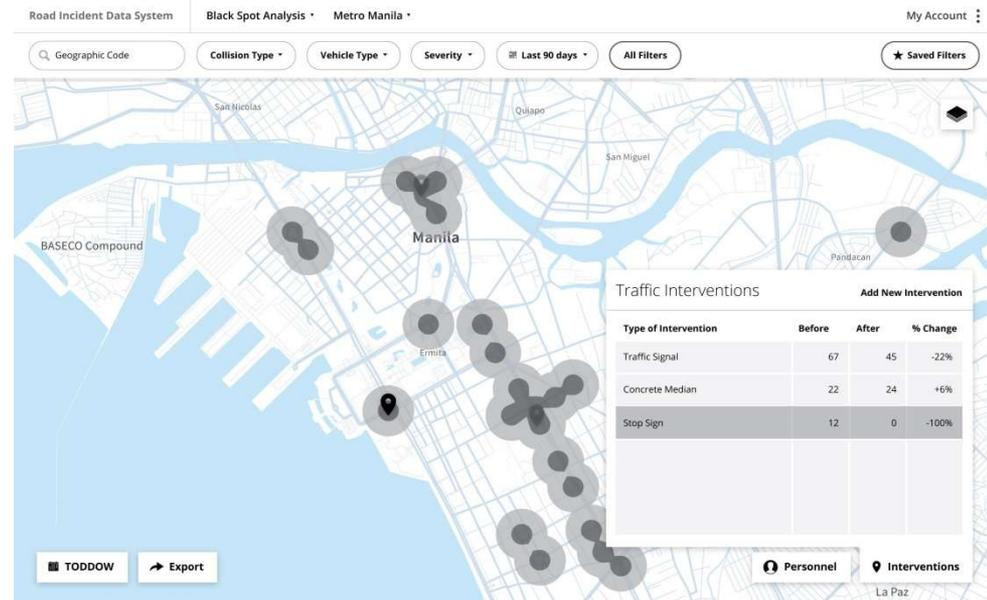 Road Incident Data System
Black Spot Analysis
Metro Manila
My Account
Geographic Code
Collision Type
Vehicle Type
Severity
Last 90 days
All Filters
Saved Filters
San Nicolas
Quiapo
San Miguel
Manila
BASECO Compound
Pandacan
Ermita
Traffic Interventions
Add New Intervention
Type of Intervention Before After % Change
Traffic Signal 67 45 -22%
Concrete Median 22 24 +6%
Stop Sign 12 0 -100%
TODDOW
Export
Personnel
Interventions
La Paz